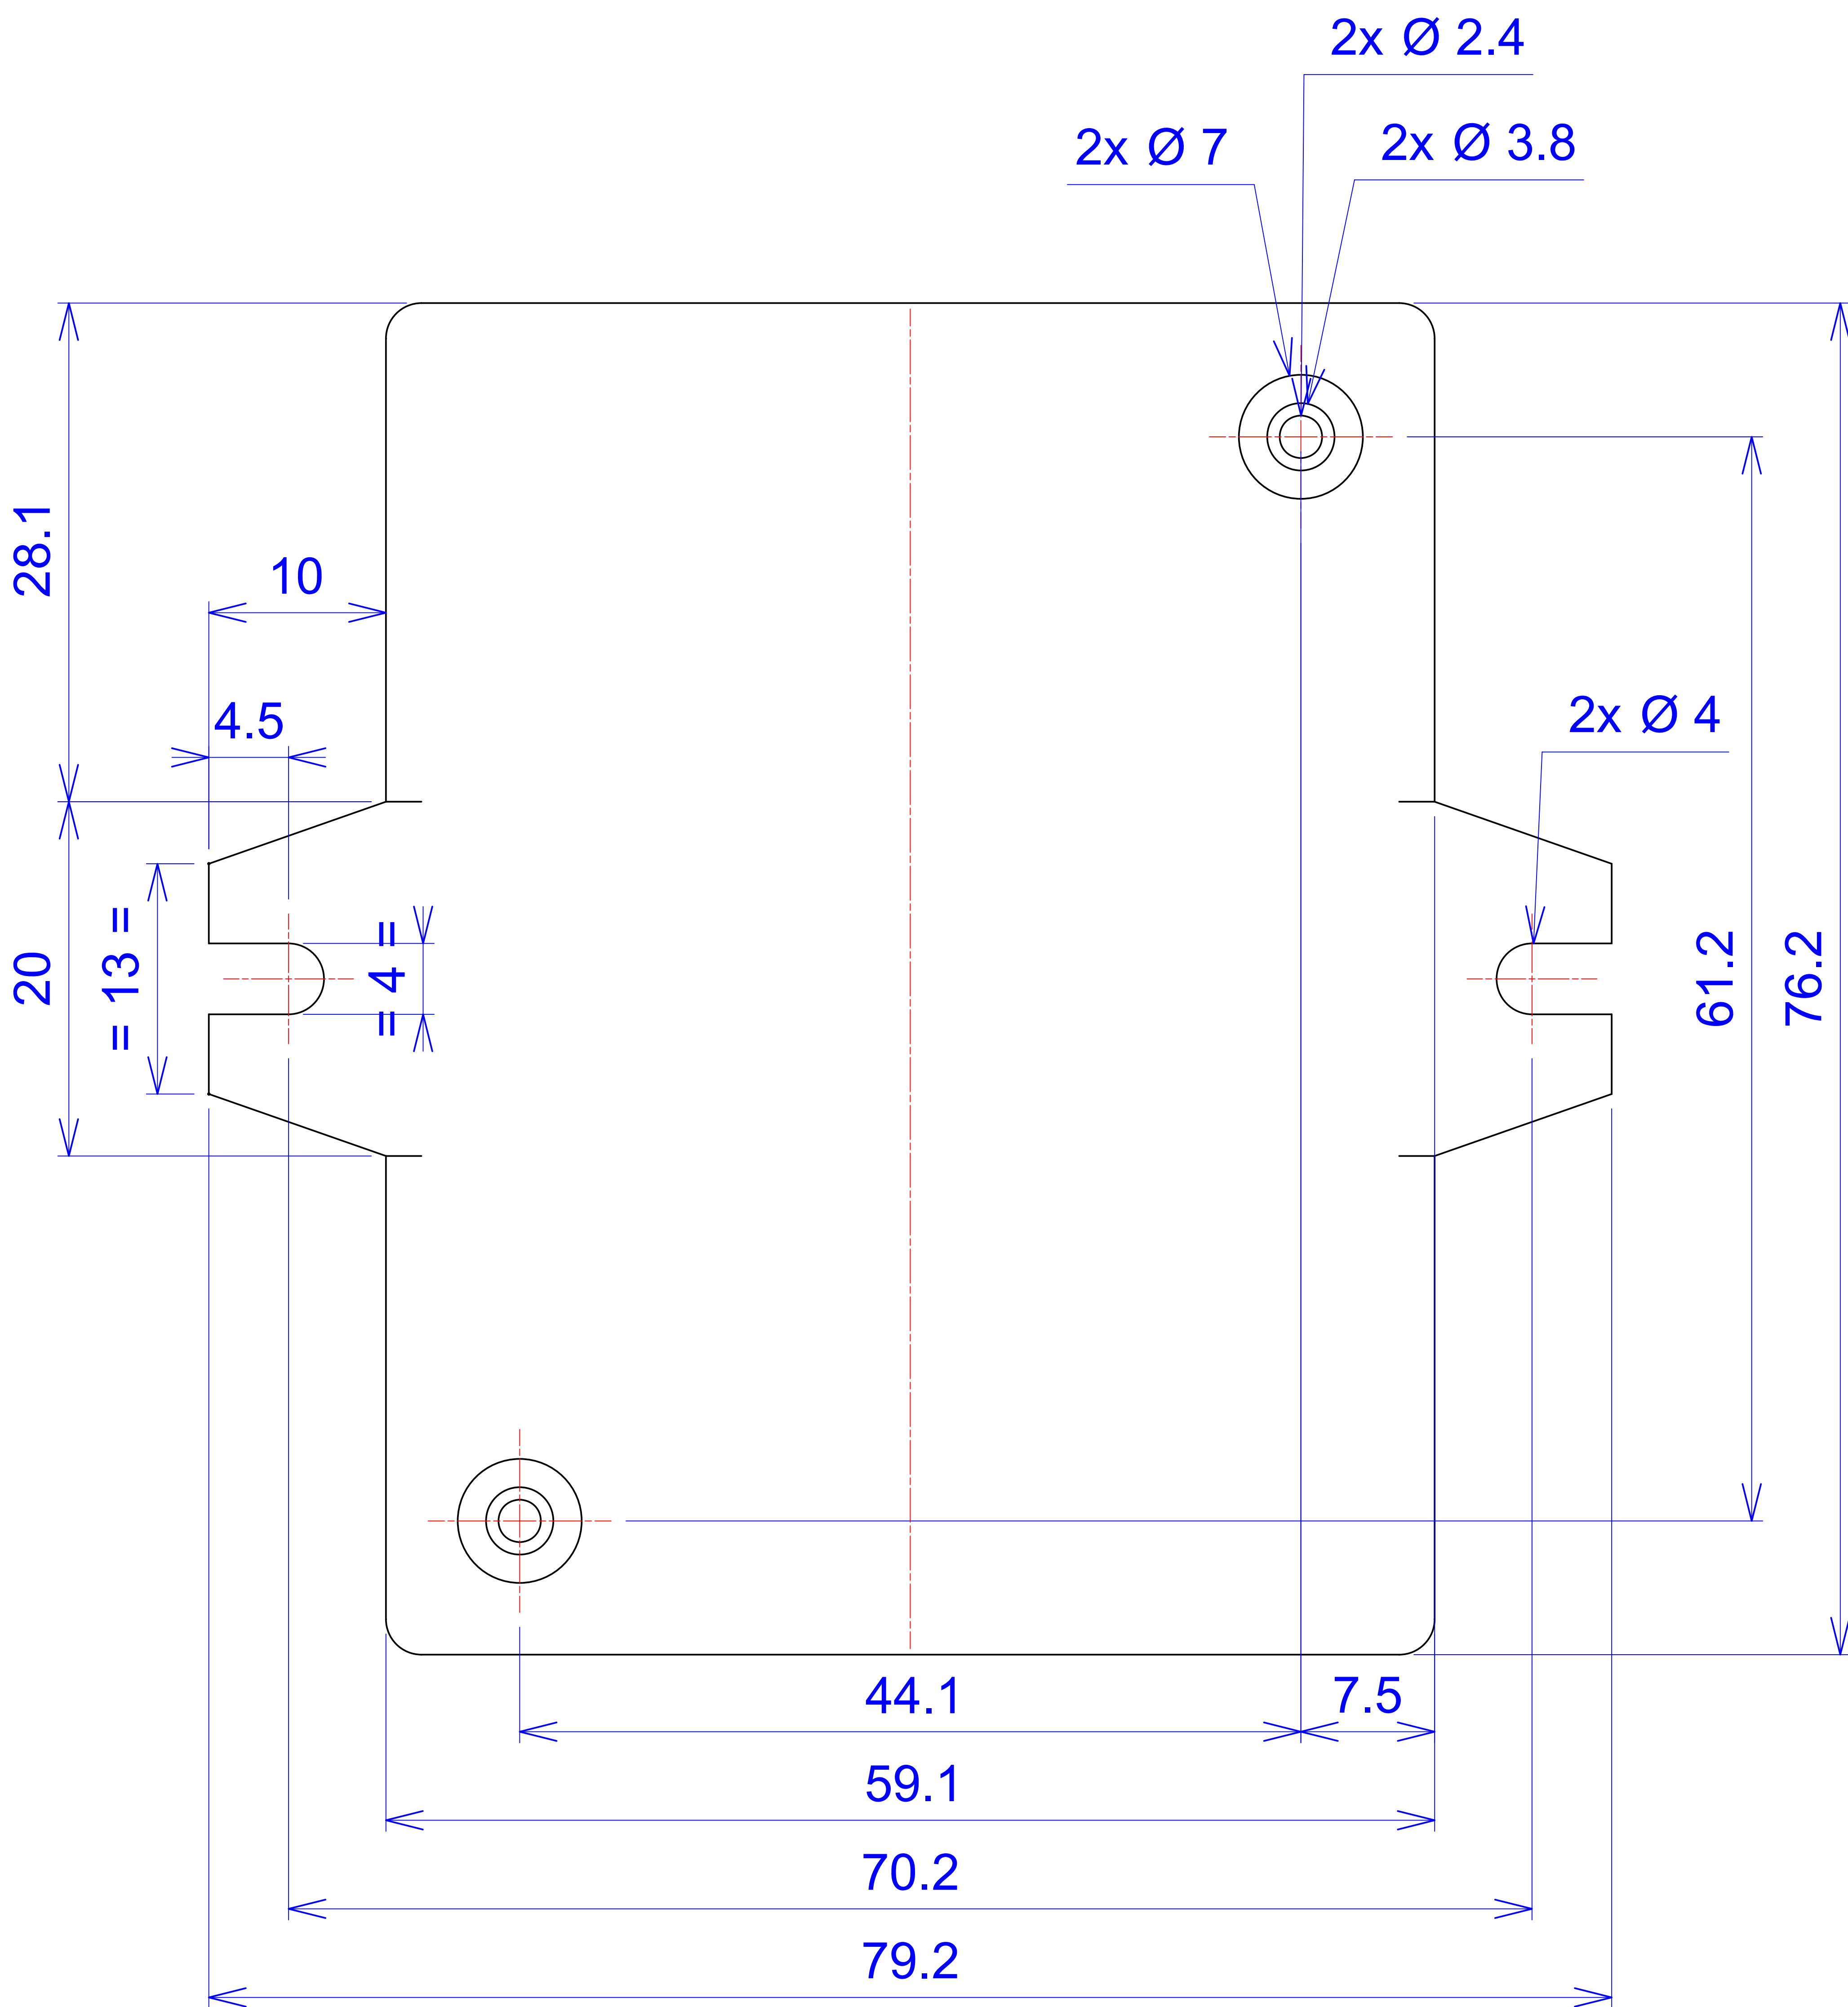 2x Ø 2.4
2x Ø 7
2x Ø 3.8
28.1
10
4.5
2x Ø 4
20
= 13 =
= 4 =
61.2
76.2
44.1
7.5
59.1
70.2
79.2